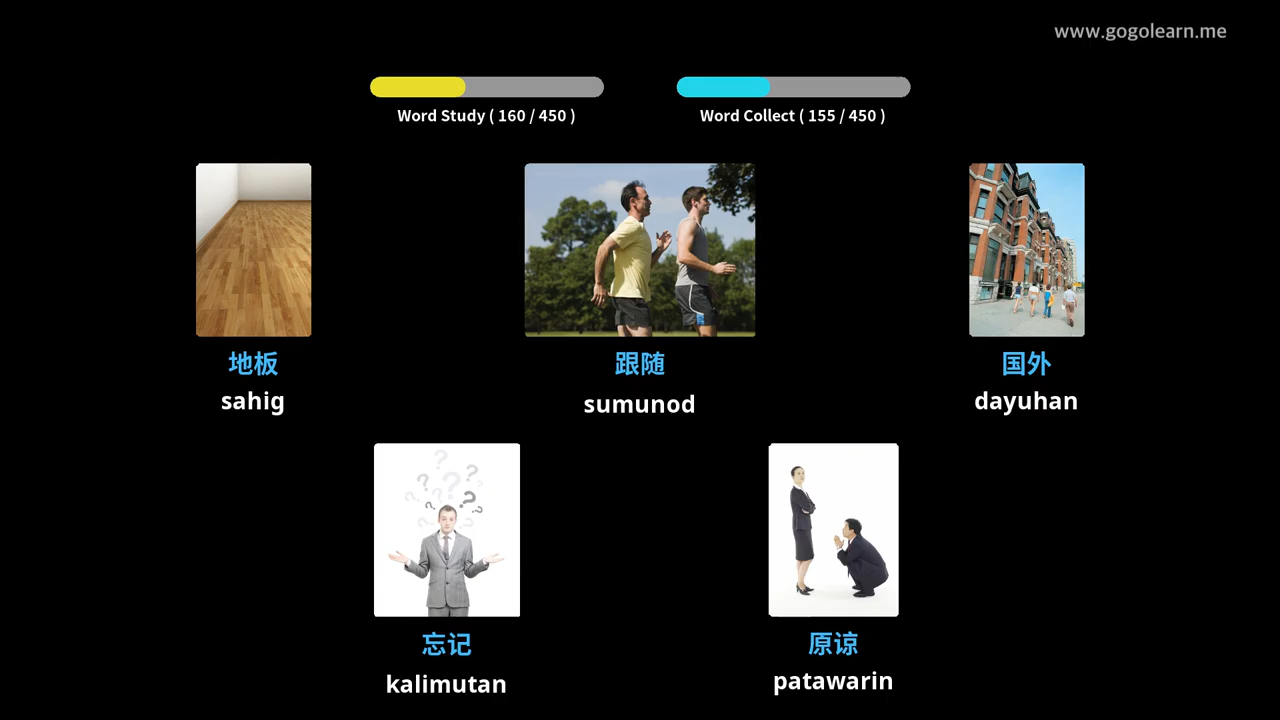 www.gogolearn.me
Word Study ( 160 / 450 )
Word Collect ( 155 / 450 )
地板
sahig
跟随
sumunod
国外
dayuhan
忘记
kalimutan
原谅
patawarin